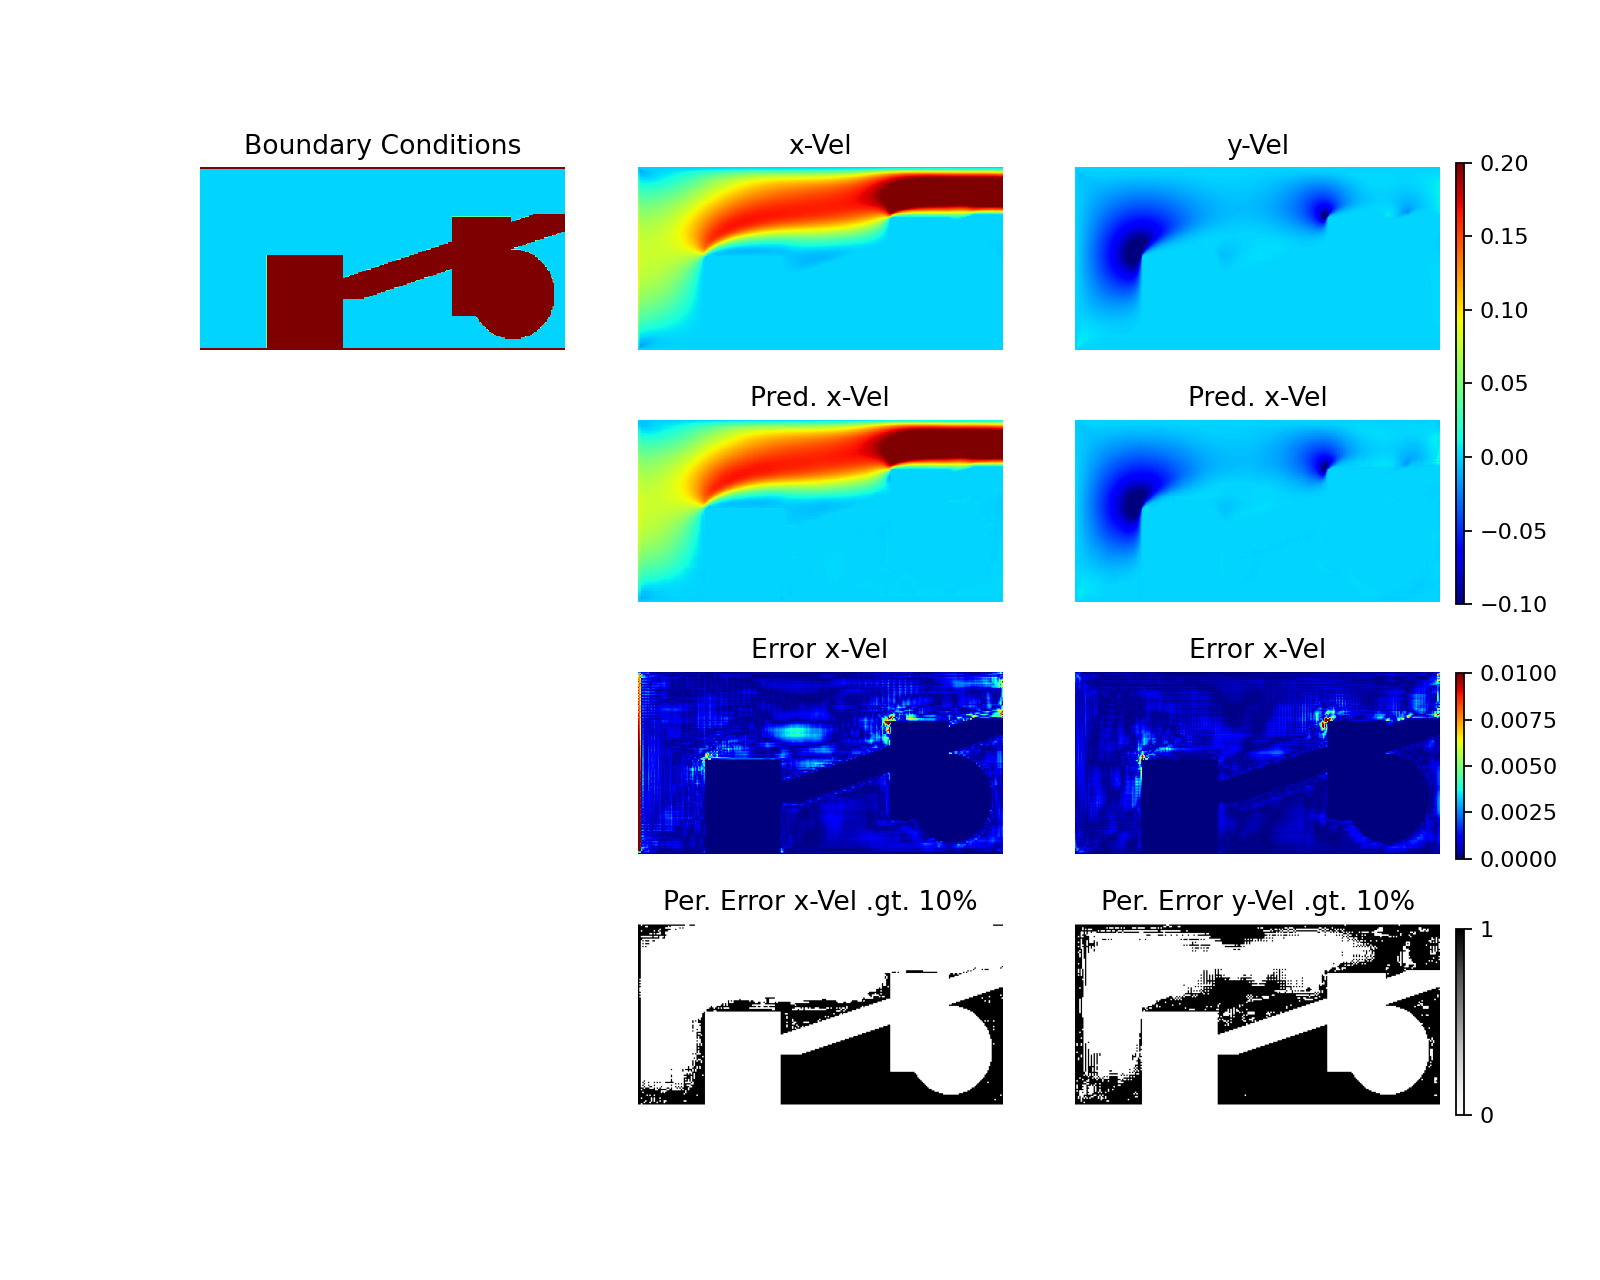 Boundary Conditions
x-Vel
y-Vel
0.20
0.15
0.10
0.05
0.00
−0.05
−0.10
Pred. x-Vel
Pred. x-Vel
Error x-Vel
Error x-Vel
0.0100
0.0075
0.0050
0.0025
0.0000
Per. Error x-Vel .gt. 10%
Per. Error y-Vel .gt. 10%
1
0